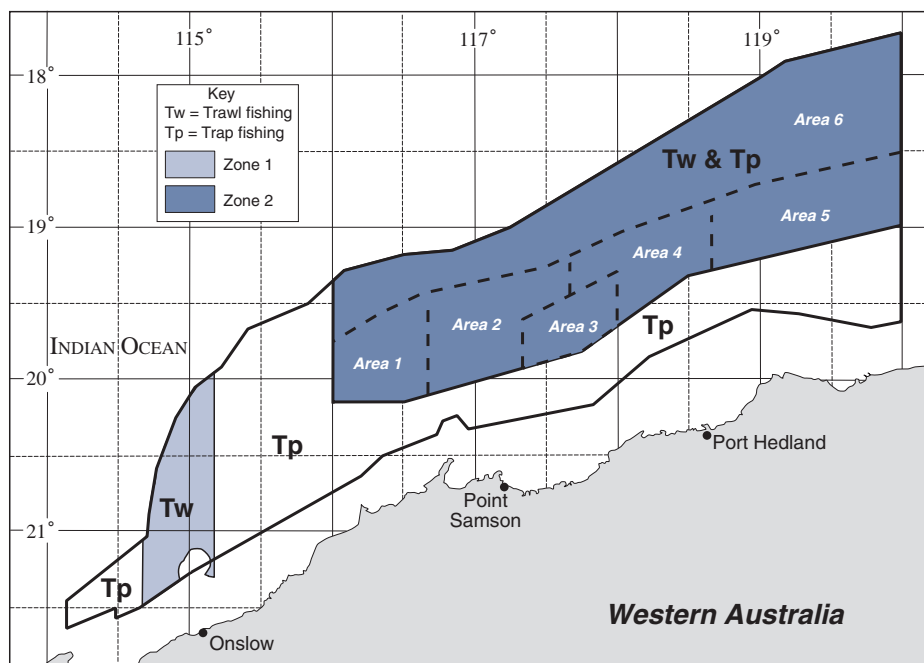 115°
117°
119°
18°
Key
Tw = Trawl fishing
Tp = Trap fishing
Zone 1
Zone 2
Area 6
Tw & Tp
19°
Area 5
Area 4
Area 2
Area 3
Tp
INDIAN OCEAN
Area 1
20°
Tp
Port Hedland
Point
Samson
Tw
21°
Tp
Western Australia
Onslow